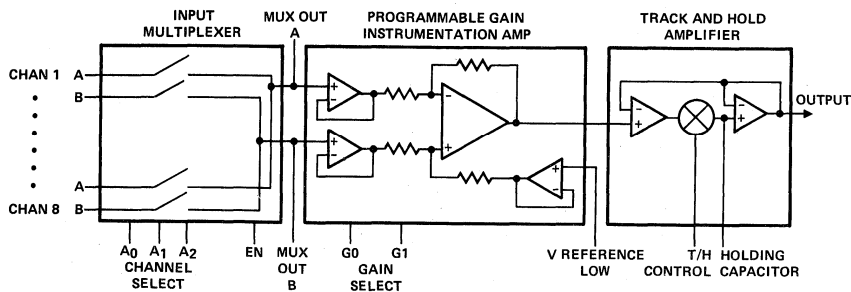 INPUT
MULTIPLEXER
MUX OUT
A
PROGRAMMABLE GAIN
INSTRUMENTATION AMP
TRACK AND HOLD
AMPLIFIER
CHAN 1
A
B
A
CHAN 8
B
+
-
+
-
-
+
+
-
-
+
-
+
OUTPUT
A0
A1
A2
CHANNEL
SELECT
EN
MUX
OUT
B
G0
G1
GAIN
SELECT
V REFERENCE
LOW
T/H
CONTROL
HOLDING
CAPACITOR